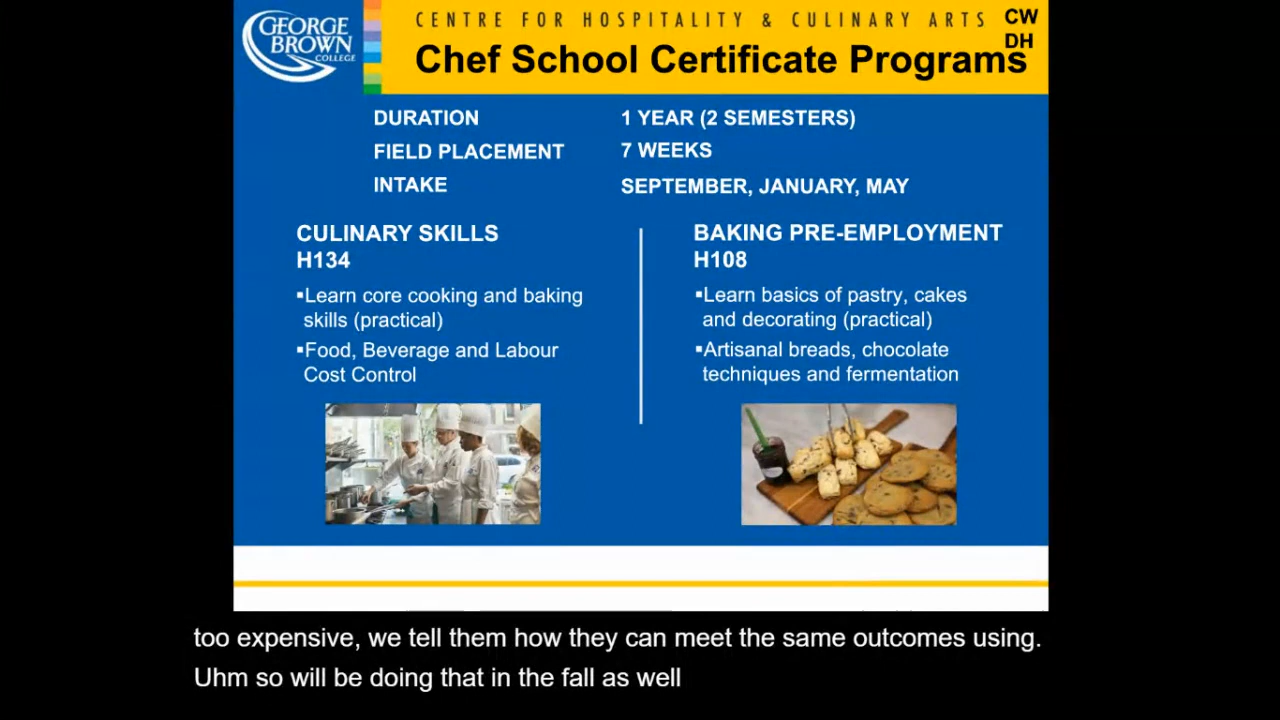 GEORGE
BROWN
COLLEGE
CENTRE FOR HOSPITALITY & CULINARY ARTS
CW
DH
Chef School Certificate Programs
DURATION 1 YEAR (2 SEMESTERS)
FIELD PLACEMENT 7 WEEKS
INTAKE SEPTEMBER, JANUARY, MAY
CULINARY SKILLS
H134
▪Learn core cooking and baking
skills (practical)
▪Food, Beverage and Labour
Cost Control
BAKING PRE-EMPLOYMENT
H108
▪Learn basics of pastry, cakes
and decorating (practical)
▪Artisanal breads, chocolate
techniques and fermentation
too expensive, we tell them how they can meet the same outcomes using.
Uhm so will be doing that in the fall as well